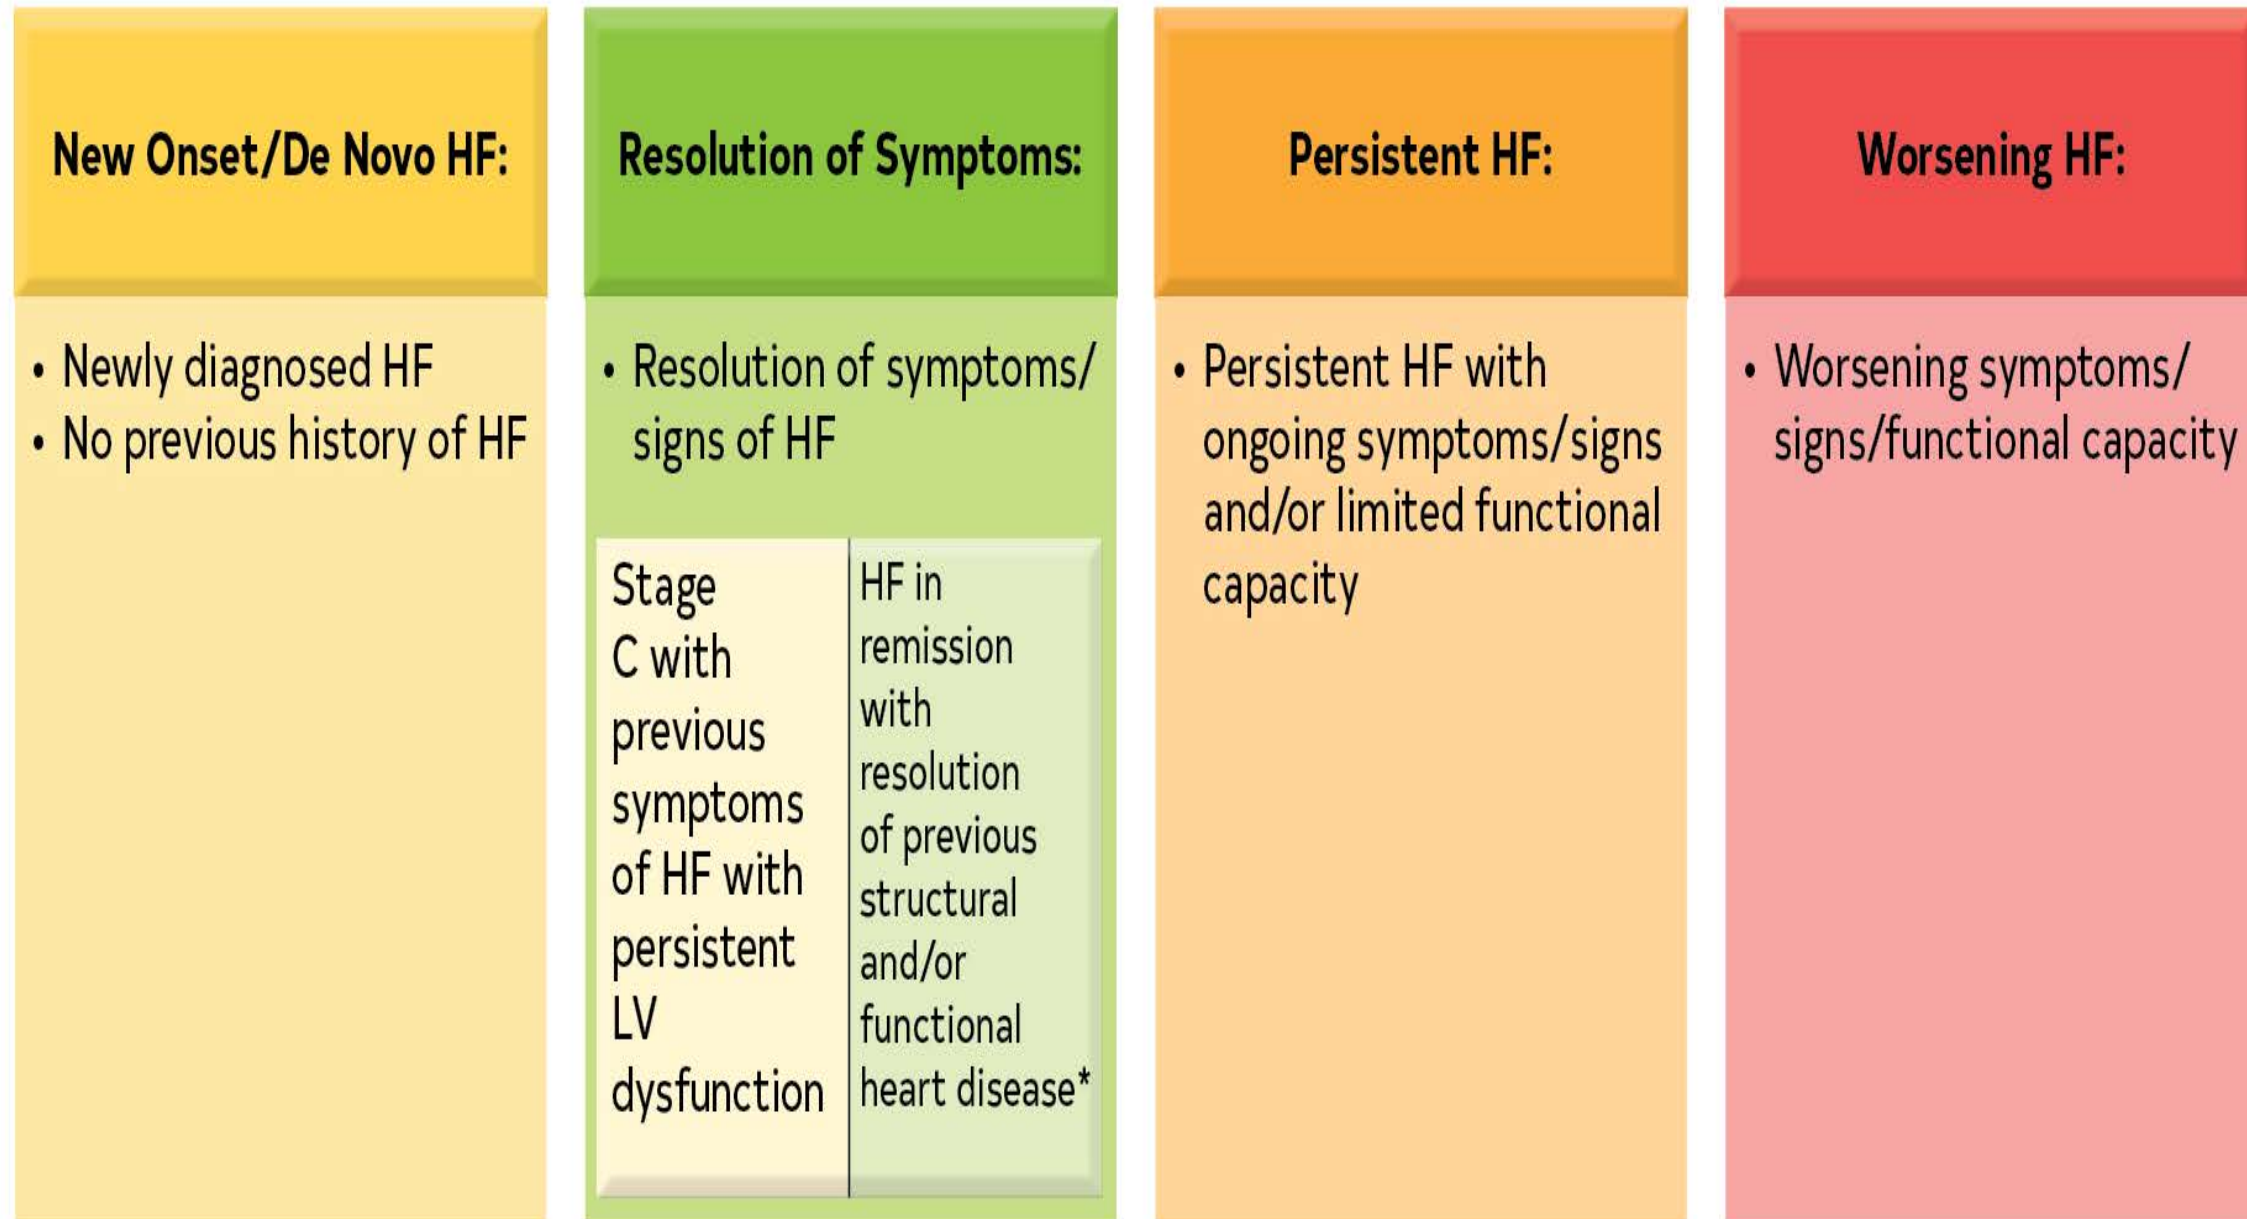 New Onset/De Novo HF:
• Newly diagnosed HF
• No previous history of HF
Resolution of Symptoms:
• Resolution of symptoms/
signs of HF
Stage
C with
previous
symptoms
of HF with
persistent
LV
dysfunction
HF in
remission
with
resolution
of previous
structural
and/or
functional
heart disease*
Persistent HF:
• Persistent HF with
ongoing symptoms/signs
and/or limited functional
capacity
Worsening HF:
• Worsening symptoms/
signs/functional capacity